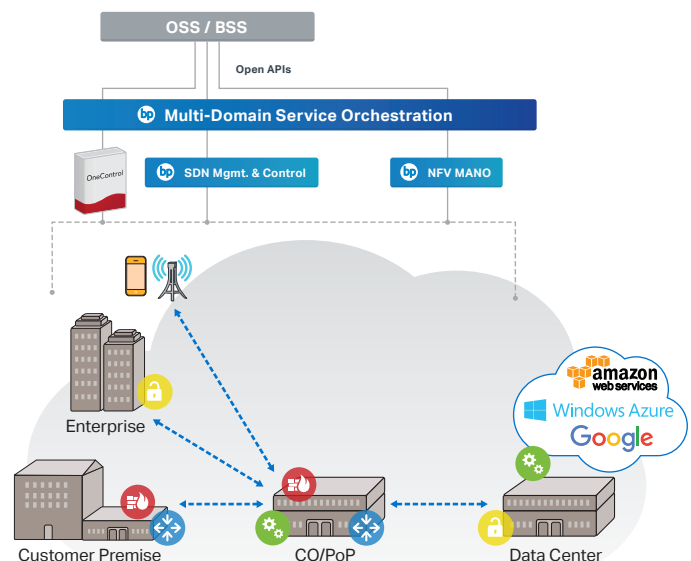 OSS / BSS
Open APIs
bp Multi-Domain Service Orchestration
OneControl
bp SDN Mgmt. & Control
bp NFV MANO
amazon
web services
Windows Azure
Google
Enterprise
Customer Premise
CO/PoP
Data Center